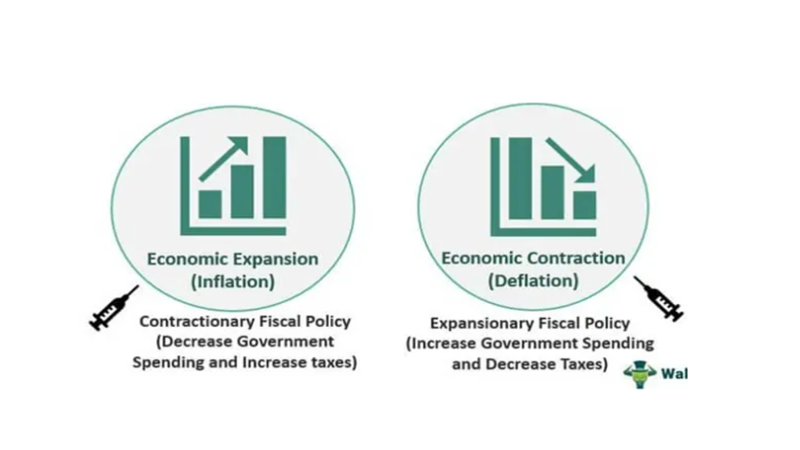 Economic Expansion
(Inflation)
Contractionary Fiscal Policy
(Decrease Government
Spending and Increase taxes)
Economic Contraction
(Deflation)
Expansionary Fiscal Policy
(Increase Government Spending
and Decrease Taxes)
Wal